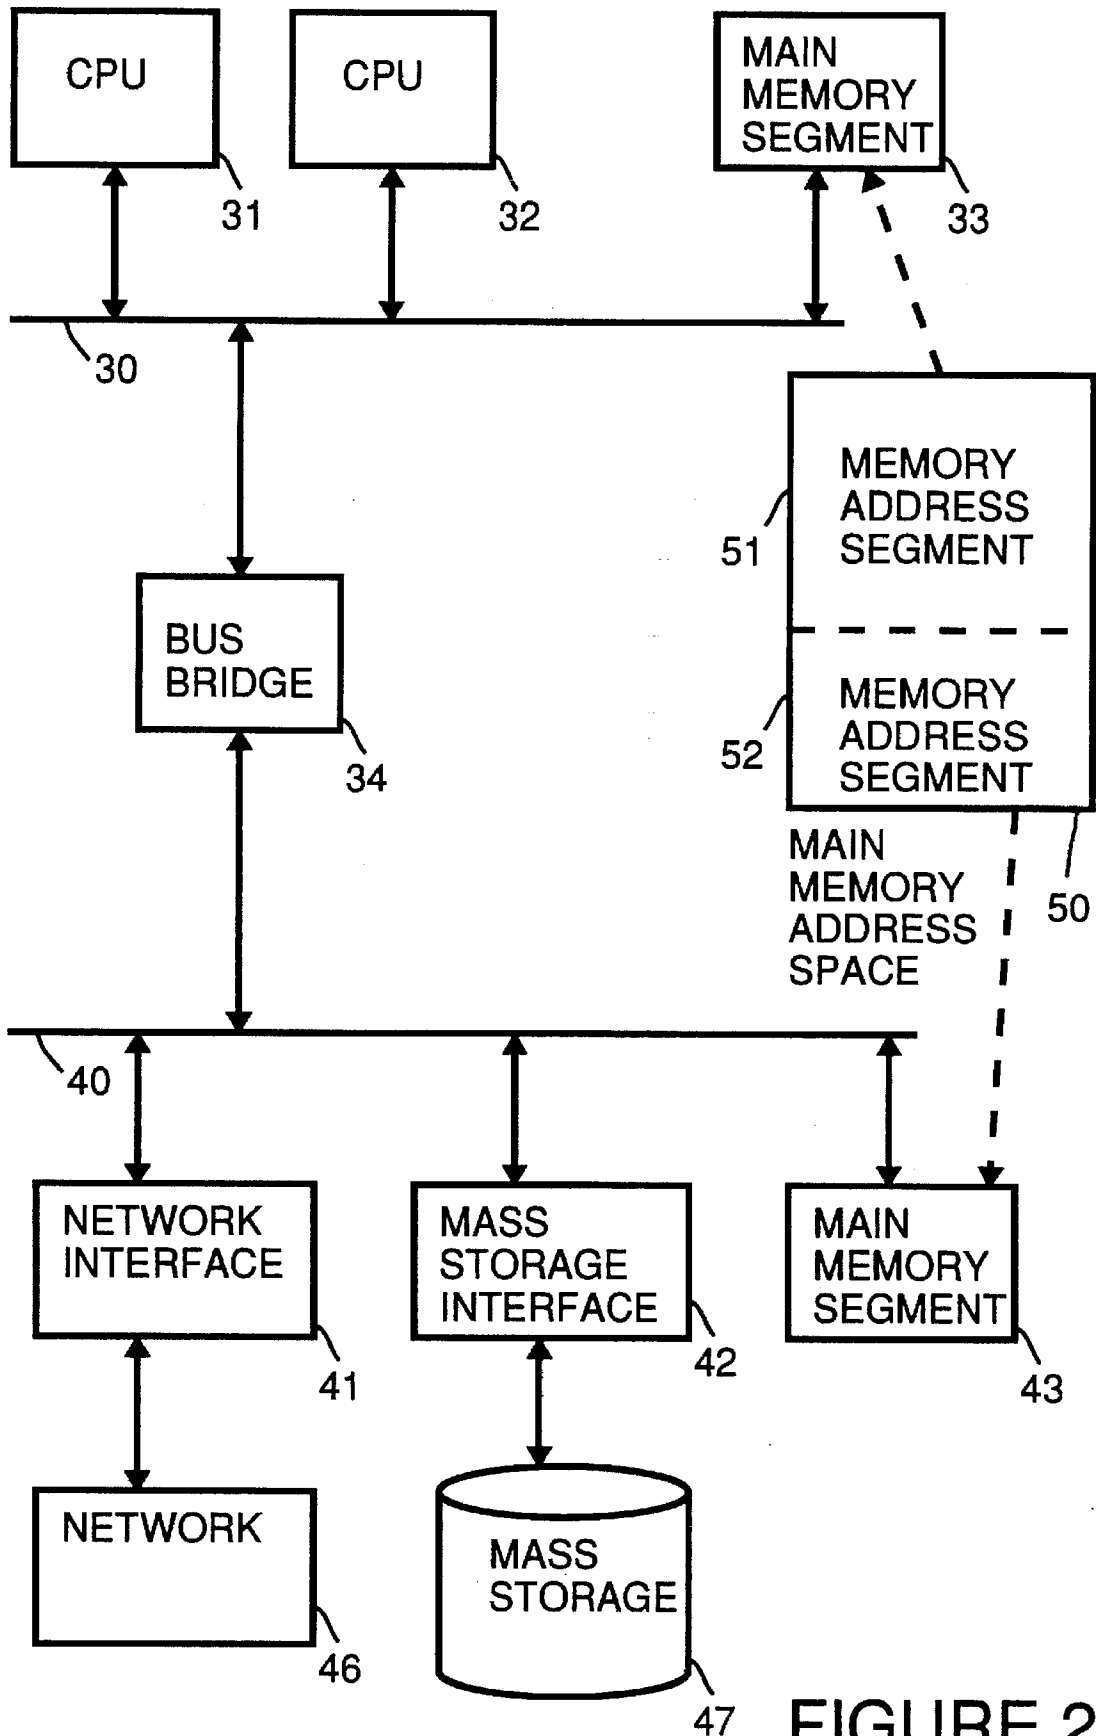 CPU
CPU
MAIN
MEMORY
SEGMENT
31
32
33
30
MEMORY
ADDRESS
SEGMENT
51
BUS
BRIDGE
34
MEMORY
ADDRESS
SEGMENT
52
MAIN
MEMORY
ADDRESS
SPACE
50
40
NETWORK
INTERFACE
41
MASS
STORAGE
INTERFACE
42
MAIN
MEMORY
SEGMENT
43
NETWORK
46
MASS
STORAGE
47
FIGURE 2